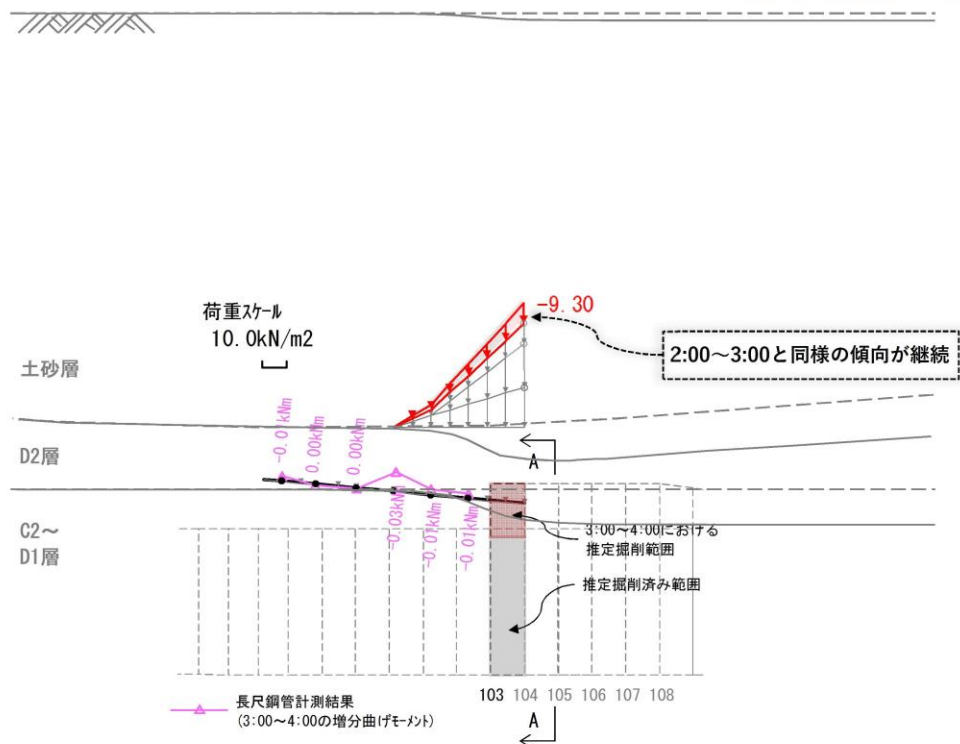 荷重スケール
10.0kN/m2
-9.30
2:00～3:00と同様の傾向が継続
土砂層
-0.01kNm
0.00kNm
0.00kNm
D2層
A
-0.03kNm
-0.01kNm
-0.01kNm
C2～
D1層
3:00～4:00における
推定掘削範囲
推定掘削済み範囲
103 104 105 106 107 108
長尺鋼管計測結果
(3:00～4:00の増分曲げモーメント)
A